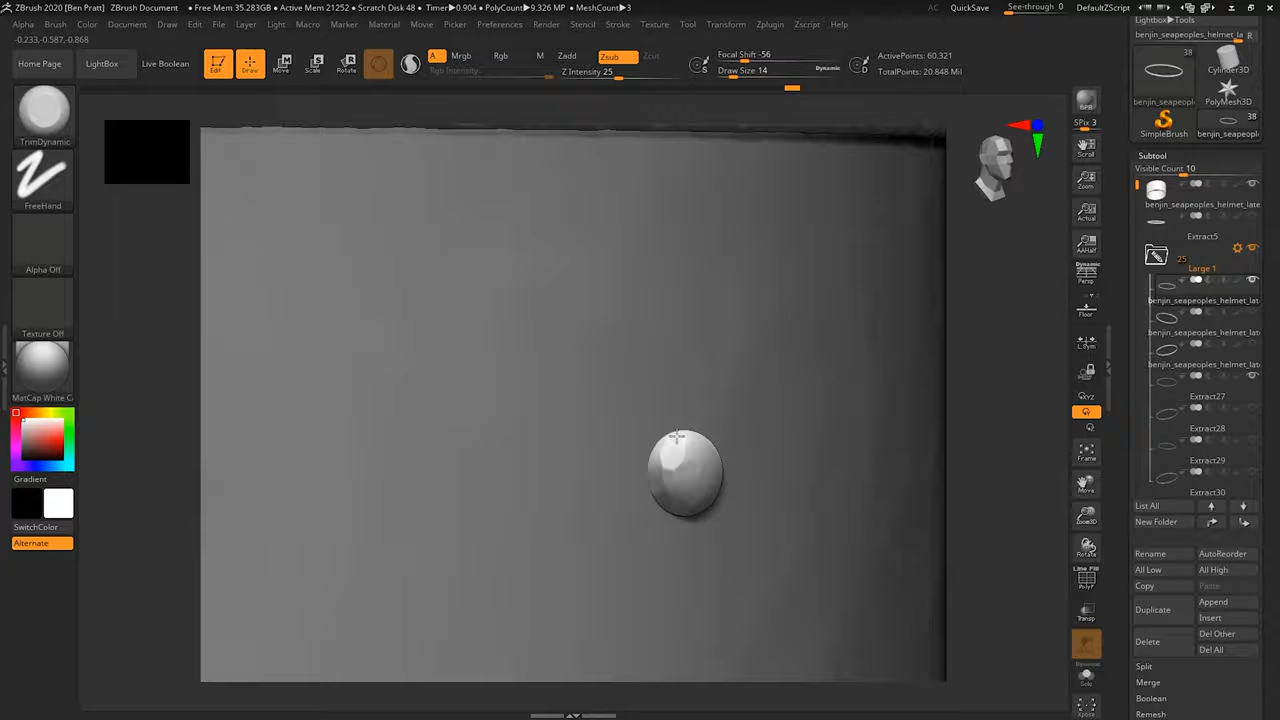 ZBrush 2020 [Ben Pratt] ZBrush Document • Free Mem 35.283GB • Active Mem 21252 • Scratch Disk 48 • Timer▶0.904 • PolyCount▶9.326 MP • MeshCount▶3 AC QuickSave See-through 0 DefaultZScript
Alpha Brush Color Document Draw Edit File Layer Light Macro Marker Material Movie Picker Preferences Render Stencil Stroke Texture Tool Transform Zplugin Zscript Help
-0.233,-0.587,-0.868
Home Page LightBox Live Boolean
Edit Draw Move Scale Rotate
A Mrgb Rgb M Zadd Zsub Zcut
Rgb Intensity Z Intensity 25
Focal Shift -56
Draw Size 14 Dynamic
ActivePoints: 60,321
TotalPoints: 20.848 Mil
TrimDynamic
FreeHand
Alpha Off
Texture Off
MatCap White C
Gradient
SwitchColor
Alternate
BPR
SPix 3
Scroll
Zoom
Actual
AAHalf
Dynamic
Persp
Floor
L.Sym
XYZ
Y
Frame
Move
Zoom3D
Rotate
Line Fill
PolyF
Transp
Dynamic
Solo
Xpose
Lightbox▶Tools
benjin_seapeoples_helmet_la R
38
Cylinder3D
benjin_seapeopl PolyMesh3D
38
SimpleBrush benjin_seapeopl
Subtool
Visible Count 10
benjin_seapeoples_helmet_late
Extract5
25
Large 1
benjin_seapeoples_helmet_lat
benjin_seapeoples_helmet_lat
benjin_seapeoples_helmet_lat
Extract27
Extract28
Extract29
Extract30
List All
New Folder
Rename AutoReorder
All Low All High
Copy Paste
Duplicate Append
Insert
Delete Del Other
Del All
Split
Merge
Boolean
Remesh